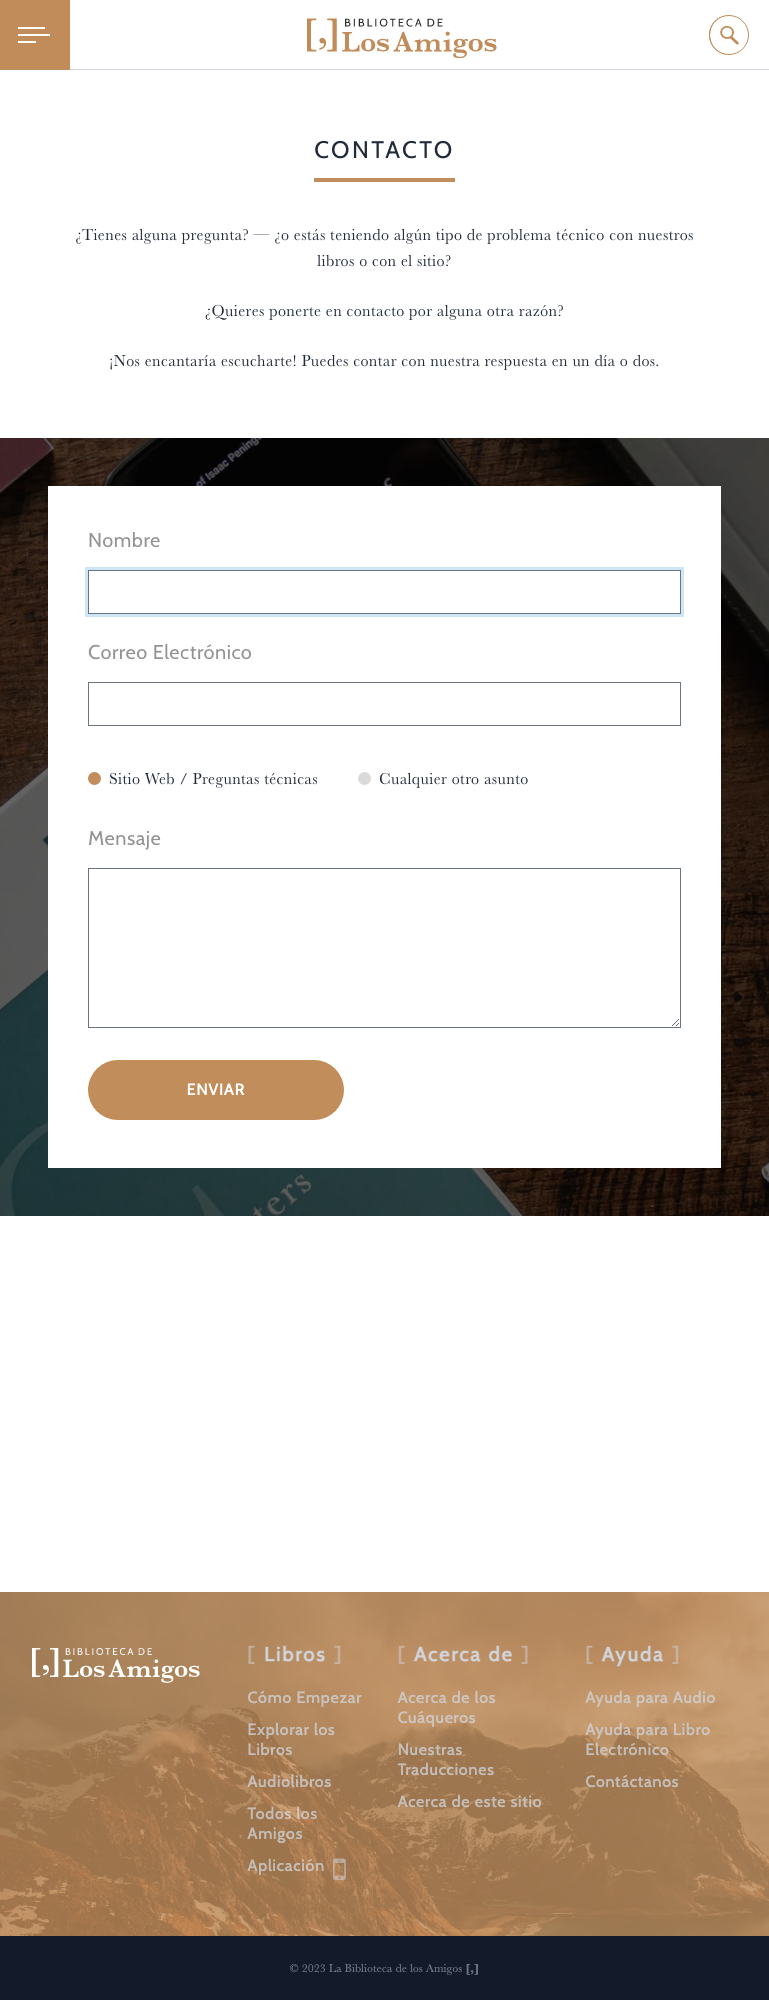 BIBLIOTECA DE
Los Amigos
CONTACTO
¿Tienes alguna pregunta? — ¿o estás teniendo algún tipo de problema técnico con nuestros
libros o con el sitio?
¿Quieres ponerte en contacto por alguna otra razón?
¡Nos encantaría escucharte! Puedes contar con nuestra respuesta en un día o dos.
of Isaac Pening
Nombre
Correo Electrónico
Sitio Web / Preguntas técnicas
Cualquier otro asunto
Mensaje
ENVIAR
BIBLIOTECA DE
Los Amigos
[ Libros ]
Cómo Empezar
Explorar los
Libros
Audiolibros
Todos los
Amigos
Aplicación
[ Acerca de ]
Acerca de los
Cuáqueros
Nuestras
Traducciones
Acerca de este sitio
[ Ayuda ]
Ayuda para Audio
Ayuda para Libro
Electrónico
Contáctanos
© 2023 La Biblioteca de los Amigos [,]